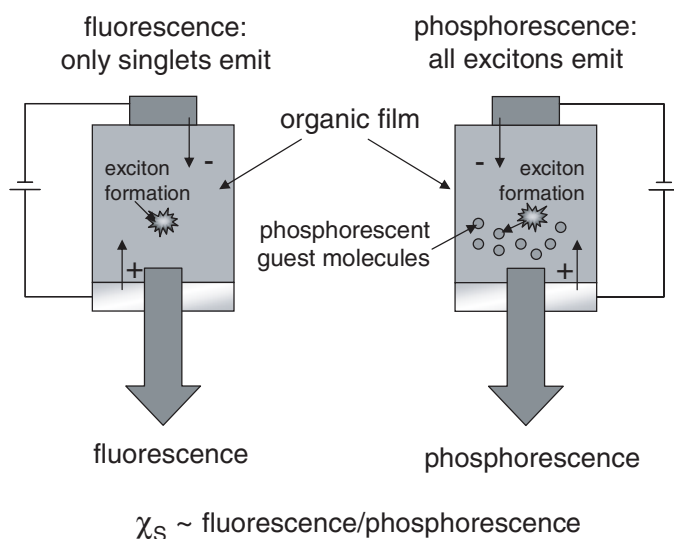 fluorescence:
only singlets emit
phosphorescence:
all excitons emit
organic film
-
exciton
formation
+
-
exciton
formation
phosphorescent
guest molecules
+
fluorescence
phosphorescence
χS ~ fluorescence/phosphorescence